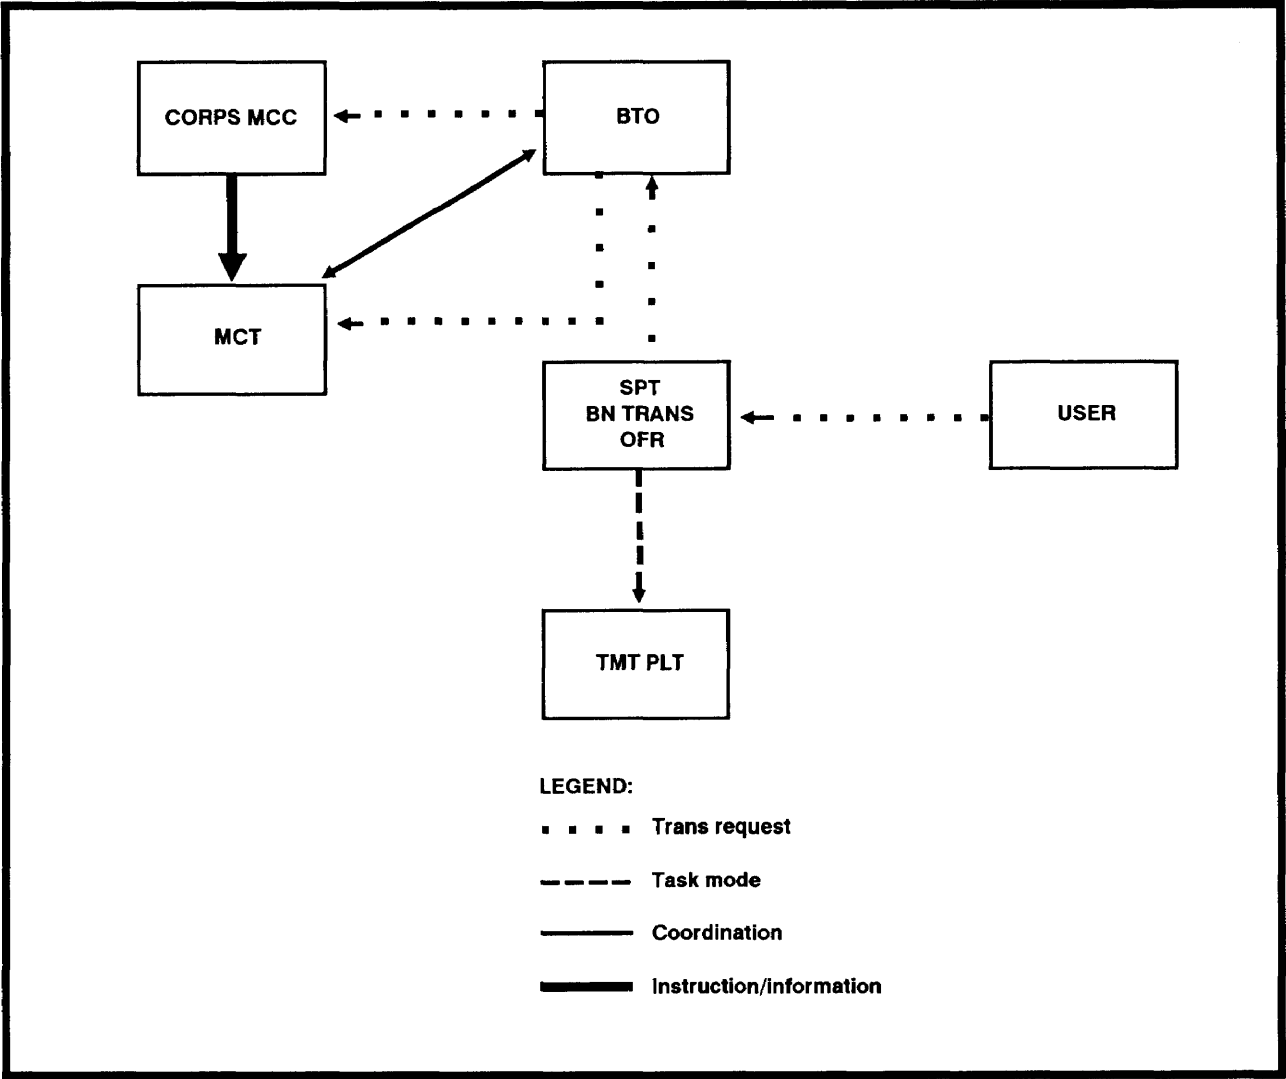 CORPS MCC
BTO
MCT
SPT
BN TRANS
OFR
USER
TMT PLT
LEGEND:
Trans request
Task mode
Coordination
Instruction/information